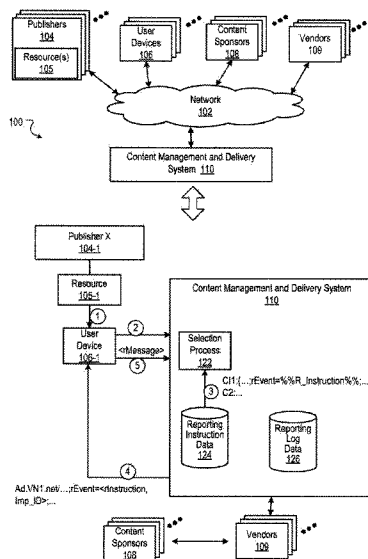 Publishers
104
Resource(s)
105
User
Devices
106
Content
Sponsors
108
Vendors
109
Network
102
100
Content Management and Delivery
System 110
Publisher X
104-1
Resource
105-1
1
User
Device
106-1
2
<rMessage>
5
Content Management and Delivery System
110
Selection
Process
122
3
CI1;{...;rEvent=%%R_Instruction%%;...
C2;...
Reporting
Instruction
Data
124
Reporting
Log
Data
126
4
Ad.VN1.net/...;rEvent=<rInstruction,
Imp_ID>;...
Content
Sponsors
108
Vendors
109